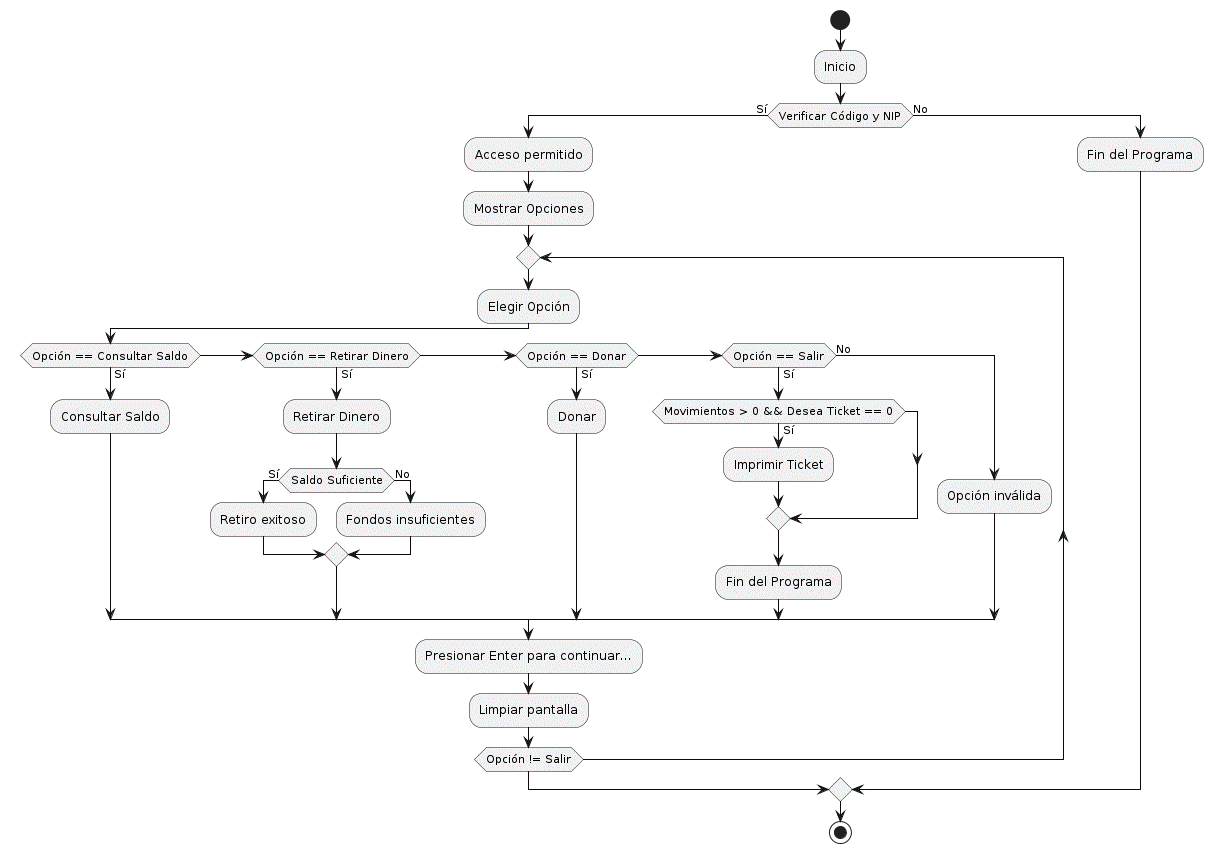 Inicio
Sí
Verificar Código y NIP
No
Acceso permitido
Fin del Programa
Mostrar Opciones
Elegir Opción
Opción == Consultar Saldo
Sí
Opción == Retirar Dinero
Sí
Opción == Donar
Sí
Opción == Salir
No
Sí
Consultar Saldo
Retirar Dinero
Donar
Movimientos > 0 && Desea Ticket == 0
Sí
Imprimir Ticket
Sí
Saldo Suficiente
No
Opción inválida
Retiro exitoso
Fondos insuficientes
Fin del Programa
Presionar Enter para continuar...
Limpiar pantalla
Opción != Salir